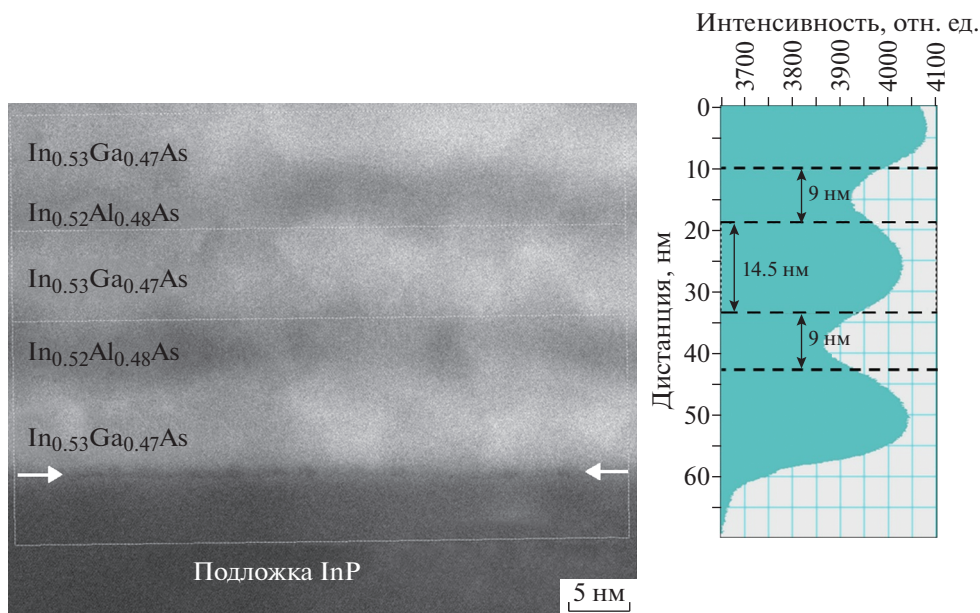 Интенсивность, отн. ед.
3700
3800
3900
4000
4100
In0.53Ga0.47As
In0.52Al0.48As
In0.53Ga0.47As
In0.52Al0.48As
In0.53Ga0.47As
Подложка InP
5 нм
Дистанция, нм
0
10
20
30
40
50
60
9 нм
14.5 нм
9 нм